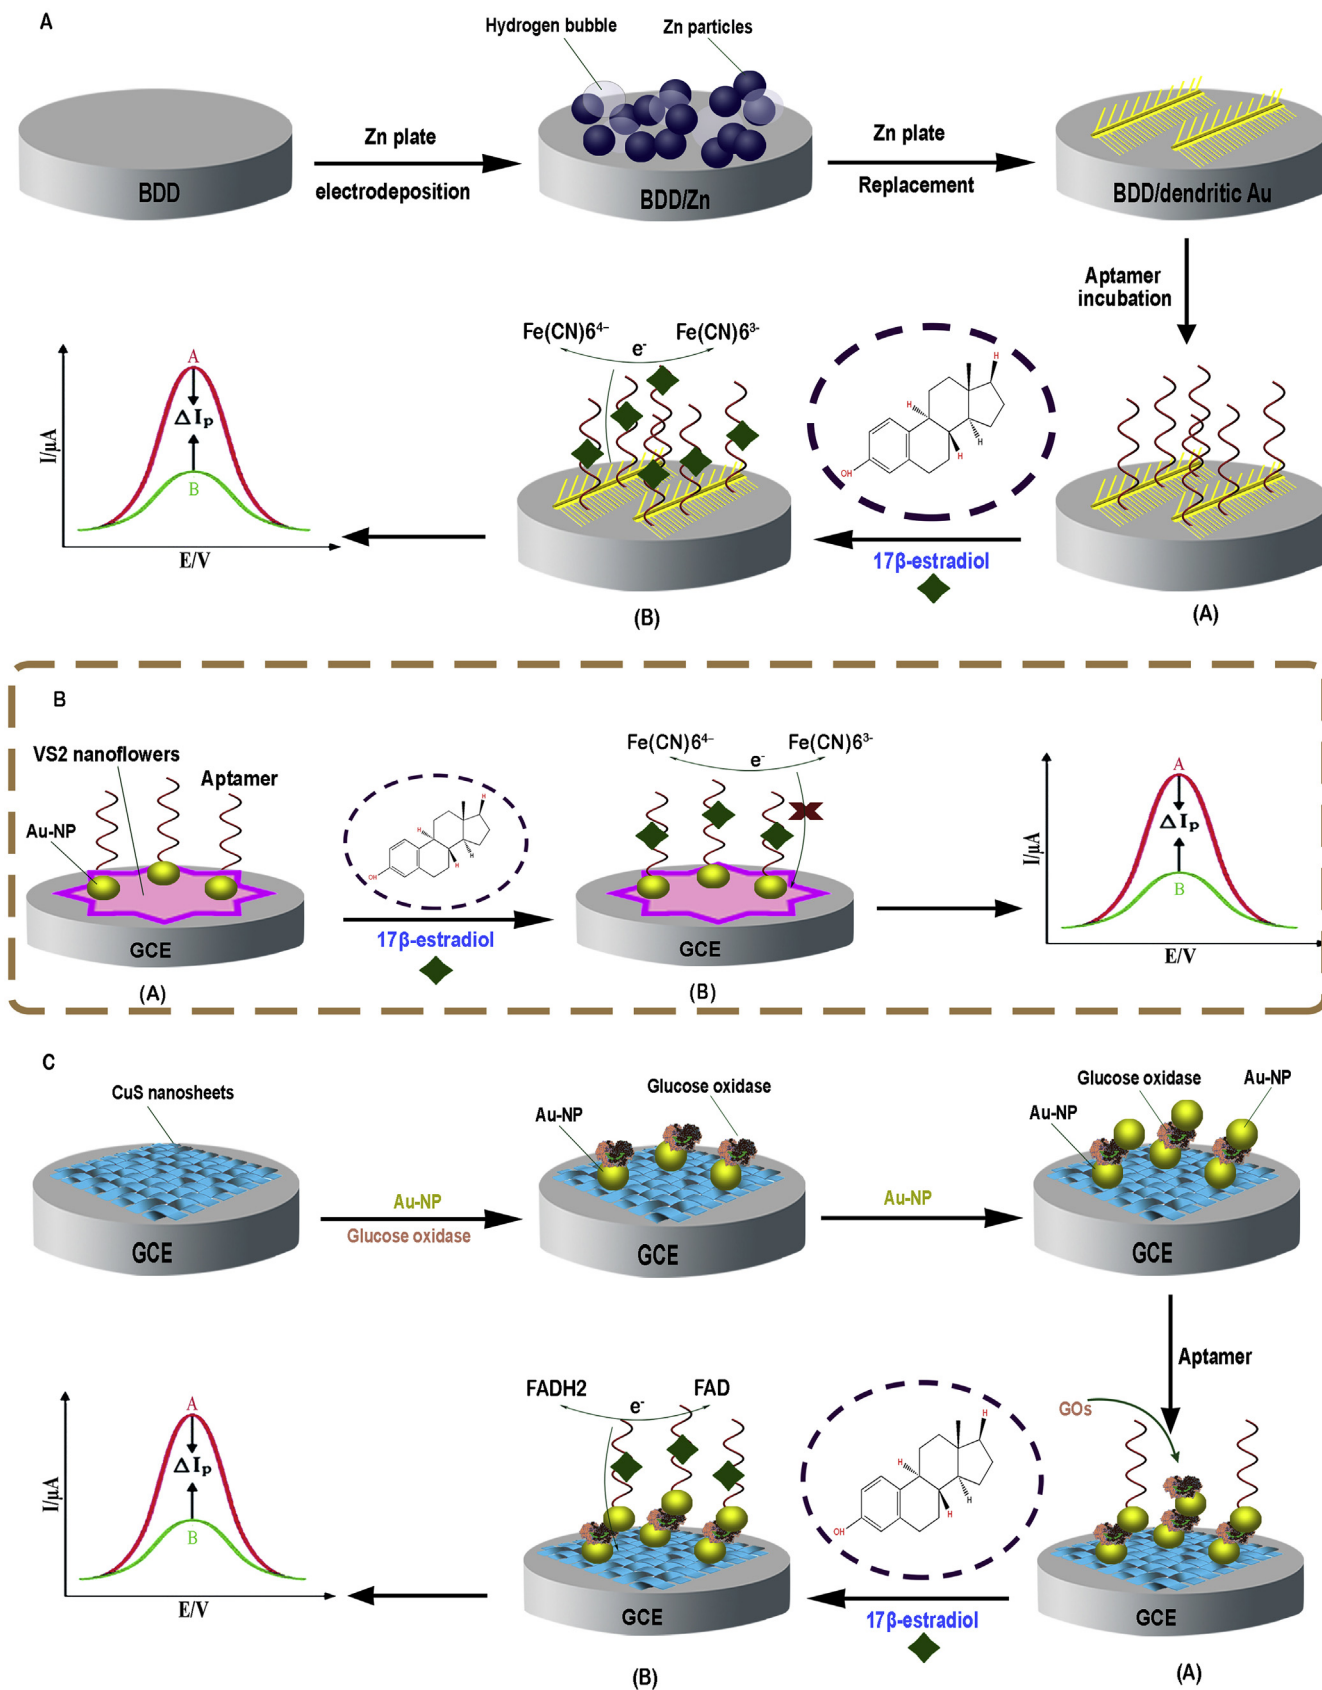 A
Hydrogen bubble
Zn particles
BDD
Zn plate
electrodeposition
BDD/Zn
Zn plate
Replacement
BDD/dendritic Au
Aptamer
incubation
Fe(CN)6⁴⁻
e⁻
Fe(CN)6³⁻
H
H
H
H
OH
17β-estradiol
(A)
(B)
I/μA
A
ΔIp
B
E/V
B
VS2 nanoflowers
Aptamer
Au-NP
GCE
(A)
H
H
H
H
OH
17β-estradiol
Fe(CN)6⁴⁻
e⁻
Fe(CN)6³⁻
GCE
(B)
I/μA
A
ΔIp
B
E/V
C
CuS nanosheets
GCE
Au-NP
Glucose oxidase
Au-NP
Glucose oxidase
GCE
Au-NP
Au-NP
Glucose oxidase
Au-NP
GCE
Aptamer
GOs
GCE
(A)
H
H
H
H
OH
17β-estradiol
FADH2
e⁻
FAD
GCE
(B)
I/μA
A
ΔIp
B
E/V